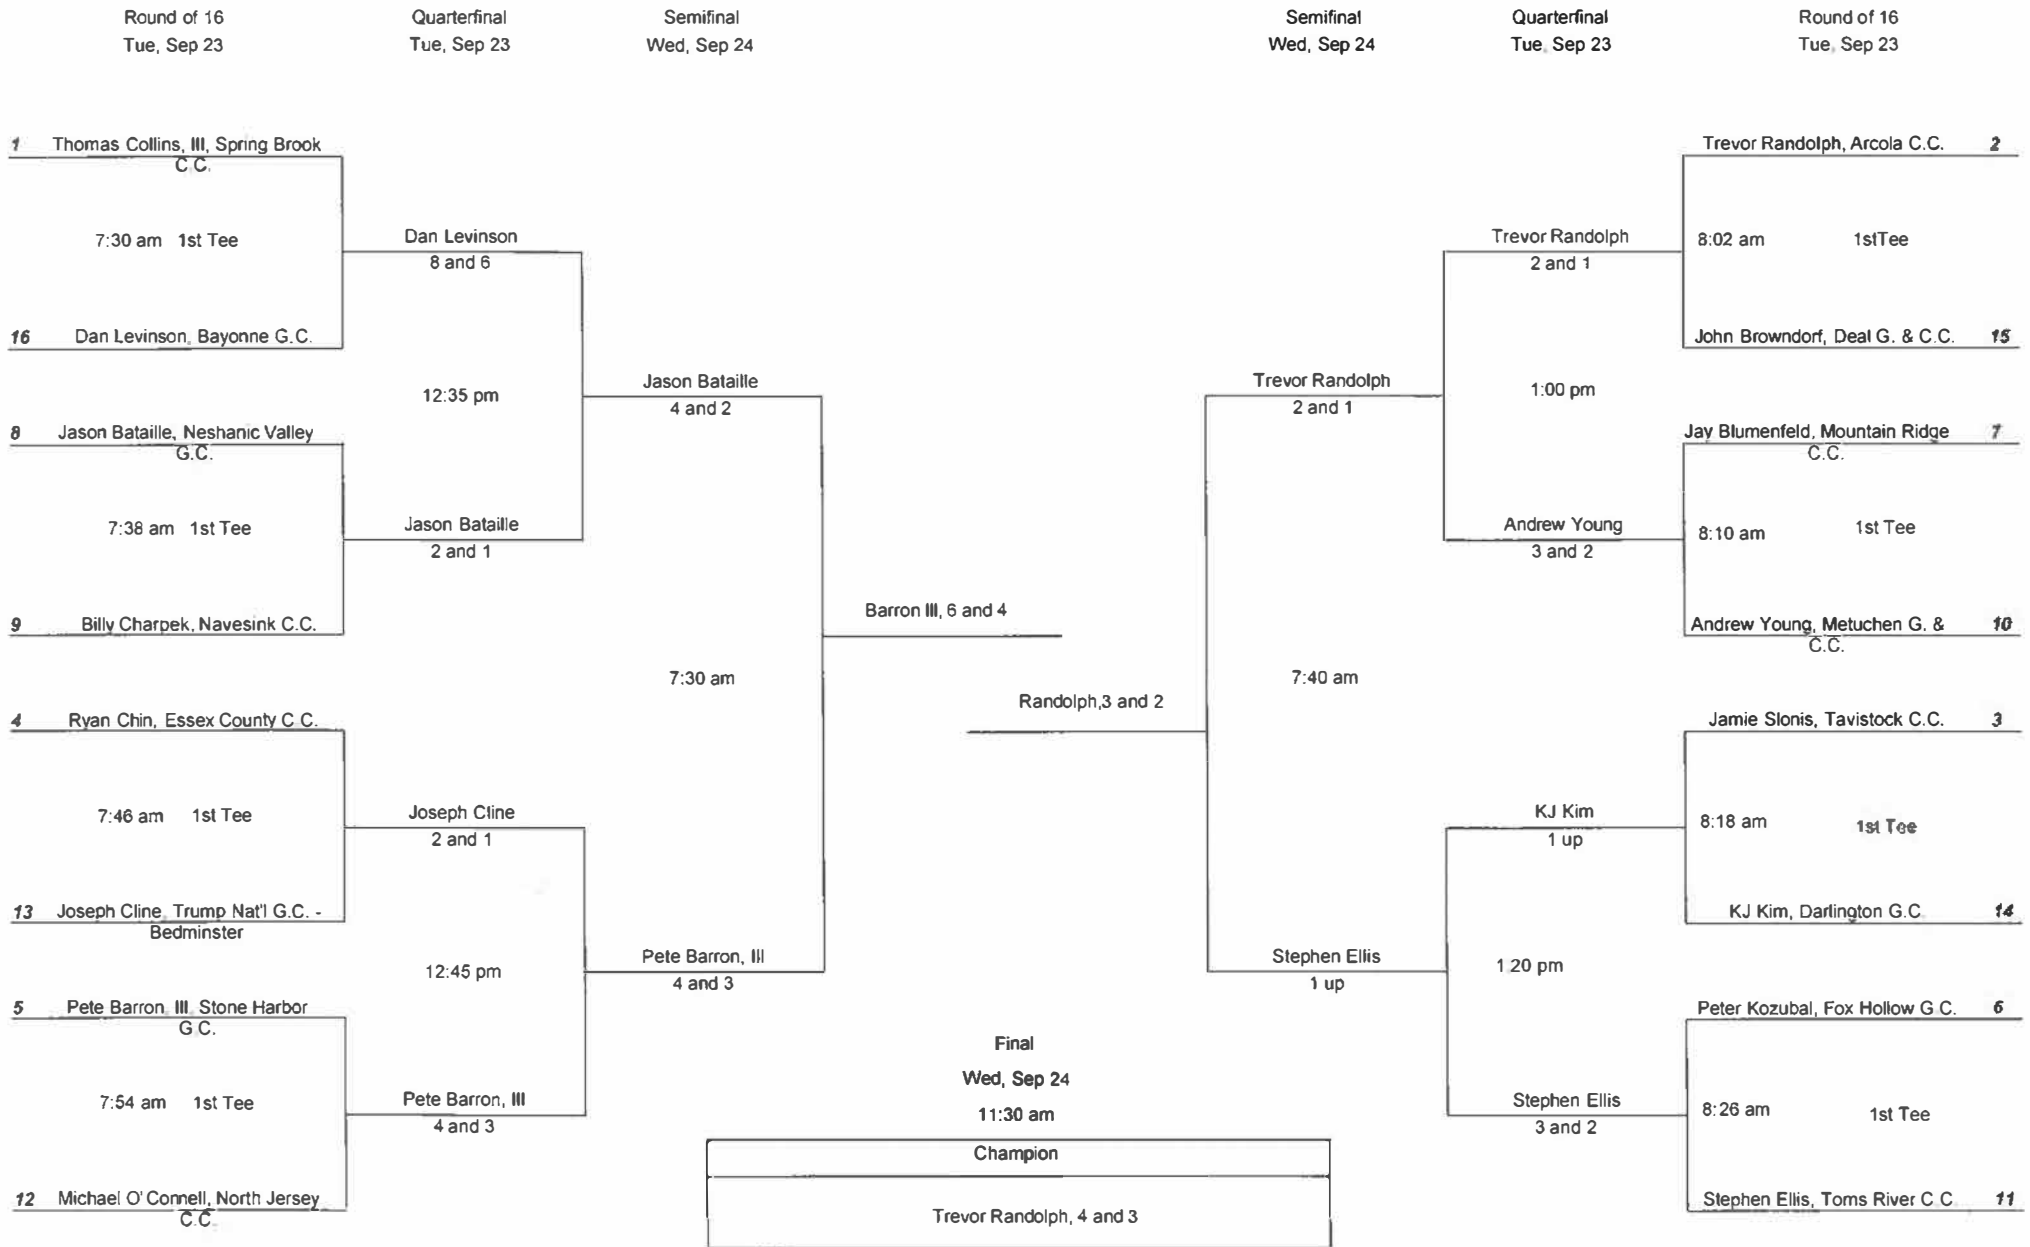 Round of 16
Tue, Sep 23
Quarterfinal
Tue, Sep 23
Semifinal
Wed, Sep 24
Semifinal
Wed, Sep 24
Quarterfinal
Tue, Sep 23
Round of 16
Tue, Sep 23
1 Thomas Collins, III, Spring Brook
C.C.
7:30 am 1st Tee
16 Dan Levinson, Bayonne G.C.
Dan Levinson
8 and 6
12:35 pm
8 Jason Bataille, Neshanic Valley
G.C.
7:38 am 1st Tee
9 Billy Charpek, Navesink C.C.
Jason Bataille
2 and 1
Jason Bataille
4 and 2
4 Ryan Chin, Essex County C C.
7:46 am 1st Tee
13 Joseph Cline, Trump Nat'l G.C. -
Bedminster
Joseph Cline
2 and 1
12:45 pm
5 Pete Barron, III, Stone Harbor
G C.
7:54 am 1st Tee
12 Michael O'Connell, North Jersey
C.C.
Pete Barron, III
4 and 3
Pete Barron, III
4 and 3
7:30 am
Barron III, 6 and 4
Randolph,3 and 2
Trevor Randolph
2 and 1
7:40 am
Stephen Ellis
1 up
Trevor Randolph
2 and 1
1:00 pm
Andrew Young
3 and 2
KJ Kim
1 up
1.20 pm
Stephen Ellis
3 and 2
Trevor Randolph, Arcola C.C. 2
8:02 am 1stTee
John Browndorf, Deal G. & C.C. 15
Jay Blumenfeld, Mountain Ridge 7
C.C.
8:10 am 1st Tee
Andrew Young, Metuchen G. & 10
C.C.
Jamie Slonis, Tavistock C.C. 3
8:18 am 1st Tee
KJ Kim, Darlington G.C. 14
Peter Kozubal, Fox Hollow G C. 6
8:26 am 1st Tee
Stephen Ellis, Toms River C C. 11
Final
Wed, Sep 24
11:30 am
Champion
Trevor Randolph, 4 and 3